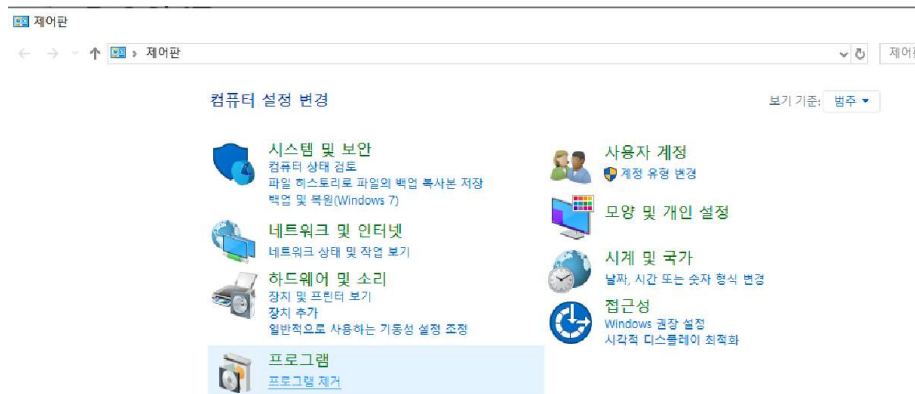 제어판
제어판
제어
컴퓨터 설정 변경
보기 기준: 범주
시스템 및 보안
컴퓨터 상태 검토
파일 히스토리로 파일의 백업 복사본 저장
백업 및 복원(Windows 7)
네트워크 및 인터넷
네트워크 상태 및 작업 보기
하드웨어 및 소리
장치 및 프린터 보기
장치 추가
일반적으로 사용하는 기동성 설정 조정
프로그램
프로그램 제거
사용자 계정
계정 유형 변경
모양 및 개인 설정
시계 및 국가
날짜, 시간 또는 숫자 형식 변경
접근성
Windows 권장 설정
시각적 디스플레이 최적화